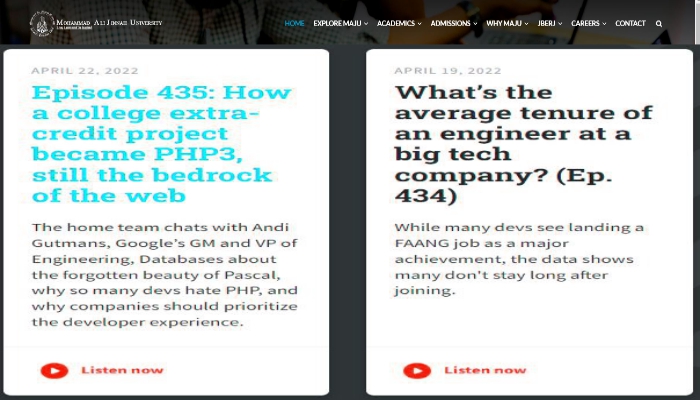 Mohammad Ali Jinnah University
HOME EXPLORE MAJU ACADEMICS ADMISSIONS WHY MAJU JBERJ CAREERS CONTACT
APRIL 22, 2022
Episode 435: How
a college extra-
credit project
became PHP3,
still the bedrock
of the web
The home team chats with Andi
Gutmans, Google's GM and VP of
Engineering, Databases about
the forgotten beauty of Pascal,
why so many devs hate PHP, and
why companies should prioritize
the developer experience.
Listen now
APRIL 19, 2022
What's the
average tenure of
an engineer at a
big tech
company? (Ep.
434)
While many devs see landing a
FAANG job as a major
achievement, the data shows
many don't stay long after
joining.
Listen now